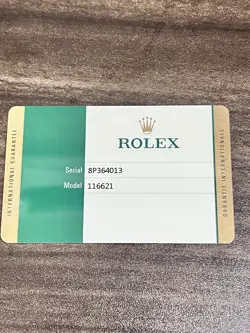 ROLEX
Serial 8P364013
Model 116621
INTERNATIONAL GUARANTEE
GARANTIE INTERNATIONALE